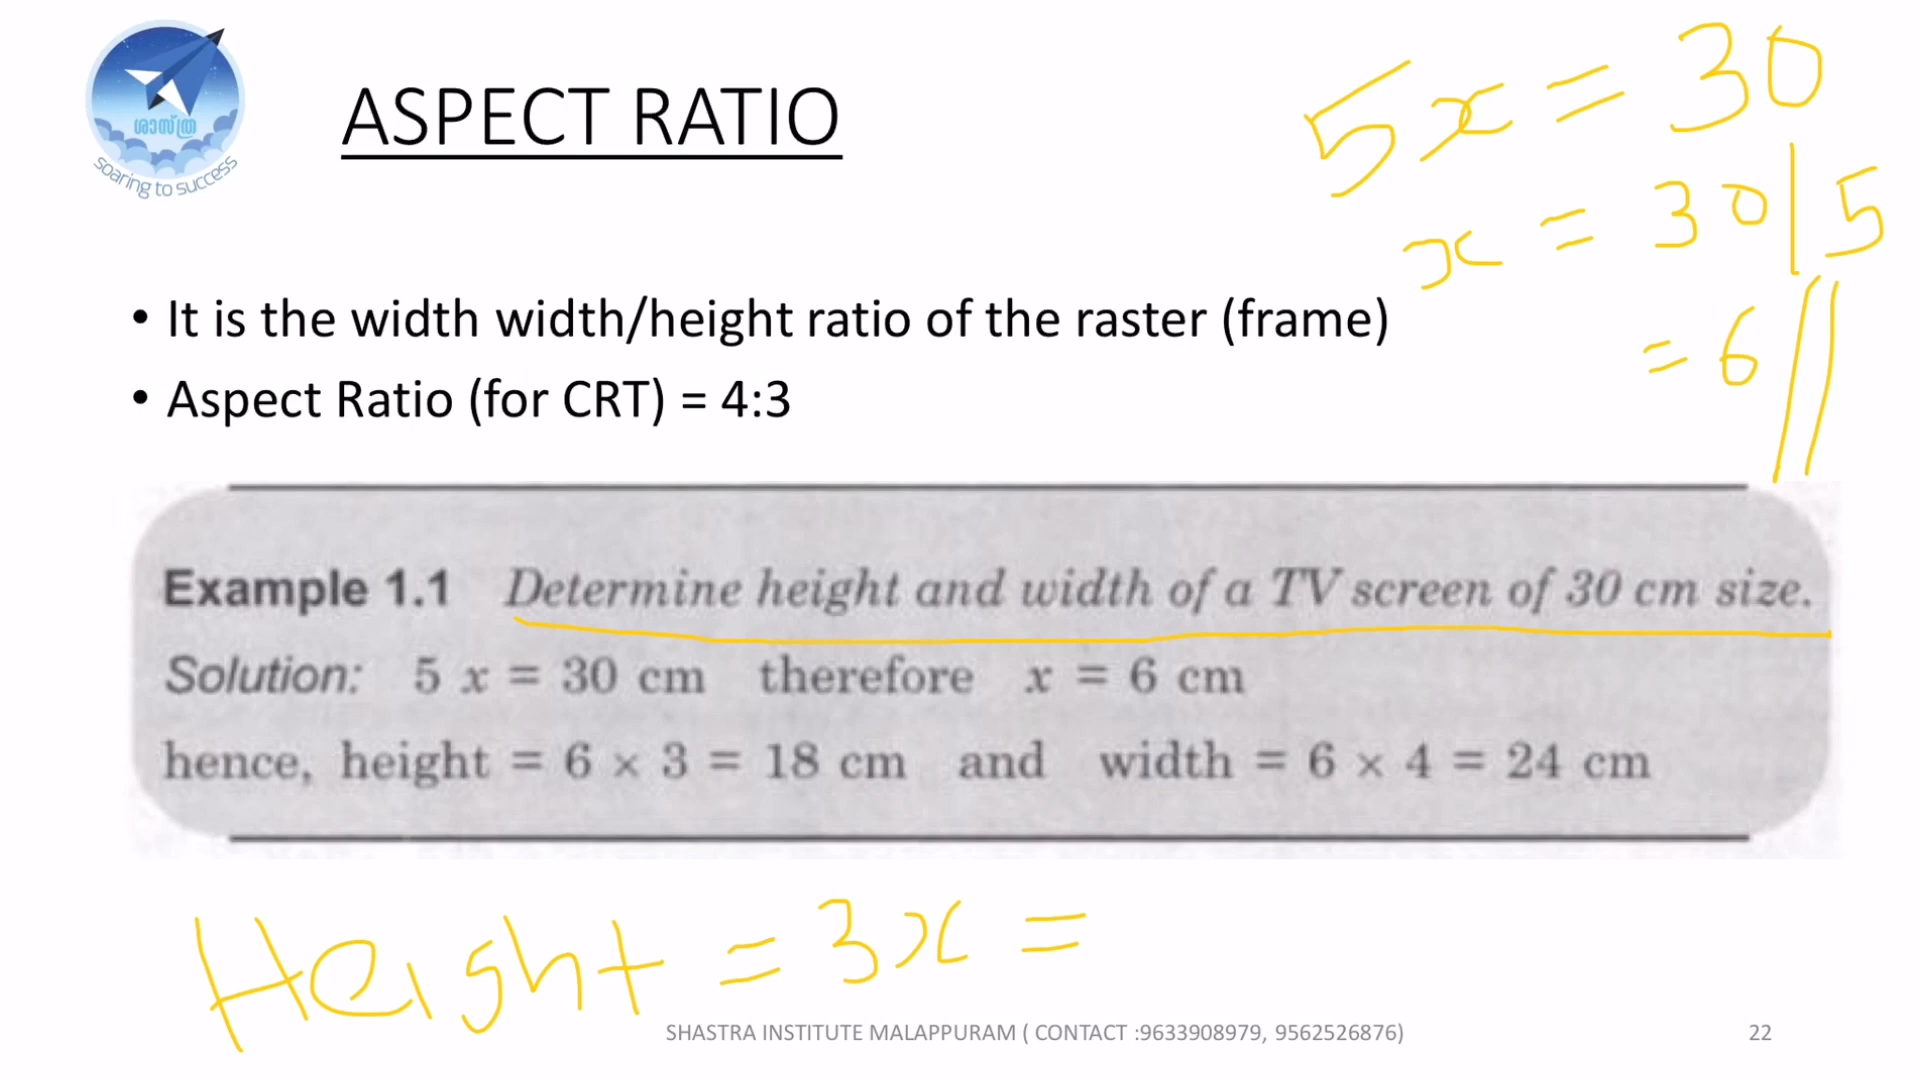 ശാസ്ത്ര
soaring to success
ASPECT RATIO
5x = 30
x = 30|5
= 6
• It is the width width/height ratio of the raster (frame)
• Aspect Ratio (for CRT) = 4:3
Example 1.1 Determine height and width of a TV screen of 30 cm size.
Solution: 5 x = 30 cm therefore x = 6 cm
hence, height = 6 × 3 = 18 cm and width = 6 × 4 = 24 cm
Height = 3x =
SHASTRA INSTITUTE MALAPPURAM ( CONTACT :9633908979, 9562526876)
22